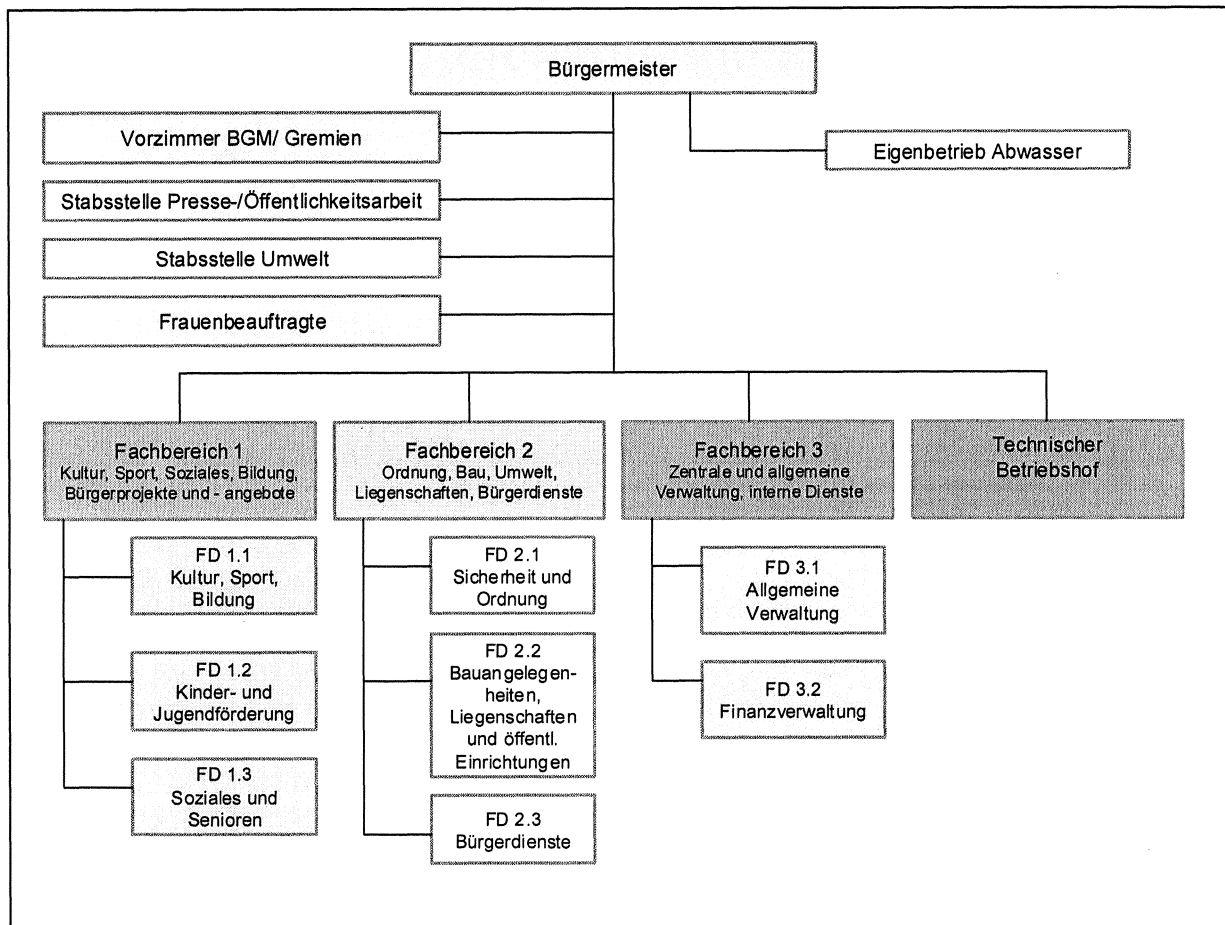 Bürgermeister
Vorzimmer BGM/ Gremien
Eigenbetrieb Abwasser
Stabsstelle Presse-/Öffentlichkeitsarbeit
Stabsstelle Umwelt
Frauenbeauftragte
Fachbereich 1
Kultur, Sport, Soziales, Bildung,
Bürgerprojekte und - angebote
Fachbereich 2
Ordnung, Bau, Umwelt,
Liegenschaften, Bürgerdienste
Fachbereich 3
Zentrale und allgemeine
Verwaltung, interne Dienste
Technischer
Betriebshof
FD 1.1
Kultur, Sport,
Bildung
FD 1.2
Kinder- und
Jugendförderung
FD 1.3
Soziales und
Senioren
FD 2.1
Sicherheit und
Ordnung
FD 2.2
Bauangelegen-
heiten,
Liegenschaften
und öffentl.
Einrichtungen
FD 2.3
Bürgerdienste
FD 3.1
Allgemeine
Verwaltung
FD 3.2
Finanzverwaltung